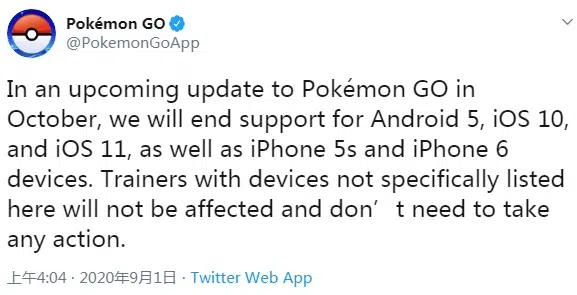 Pokémon GO
@PokemonGoApp
In an upcoming update to Pokémon GO in
October, we will end support for Android 5, iOS 10,
and iOS 11, as well as iPhone 5s and iPhone 6
devices. Trainers with devices not specifically listed
here will not be affected and don’t need to take
any action.
上午4:04 · 2020年9月1日 · Twitter Web App